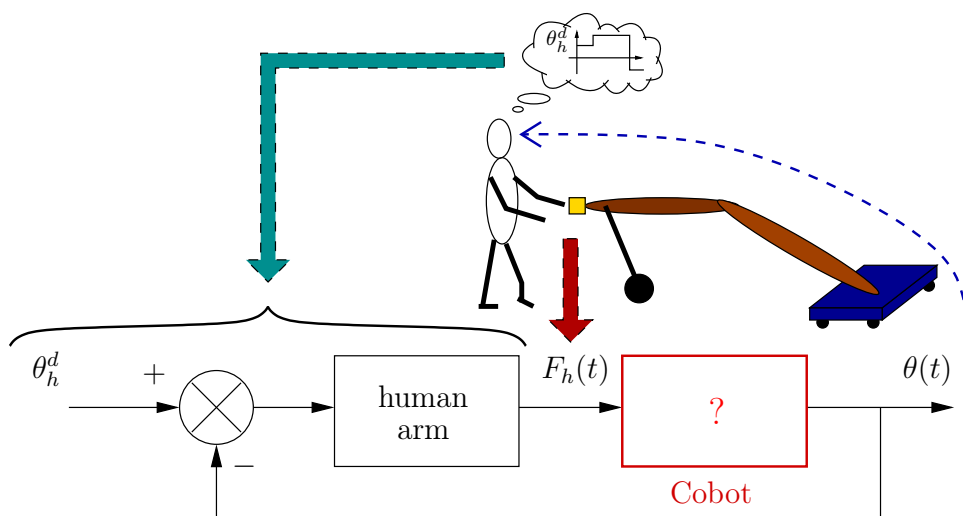 θ_h^d
θ_h^d
+
F_h(t)
θ(t)
human
arm
?
−
Cobot